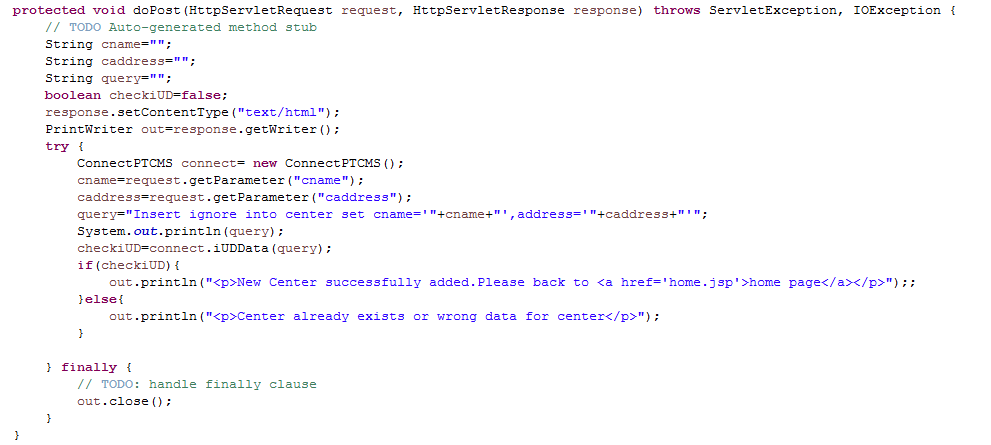 protected void doPost(HttpServletRequest request, HttpServletResponse response) throws ServletException, IOException {
    // TODO Auto-generated method stub
    String cname="";
    String caddress="";
    String query="";
    boolean checkiUD=false;
    response.setContentType("text/html");
    PrintWriter out=response.getWriter();
    try {
        ConnectPTCMS connect= new ConnectPTCMS();
        cname=request.getParameter("cname");
        caddress=request.getParameter("caddress");
        query="Insert ignore into center set cname='"+cname+"',address='"+caddress+"'";
        System.out.println(query);
        checkiUD=connect.iUDData(query);
        if(checkiUD){
            out.println("<p>New Center successfully added.Please back to <a href='home.jsp'>home page</a></p>");;
        }else{
            out.println("<p>Center already exists or wrong data for center</p>");
        }

    } finally {
        // TODO: handle finally clause
        out.close();
    }
}